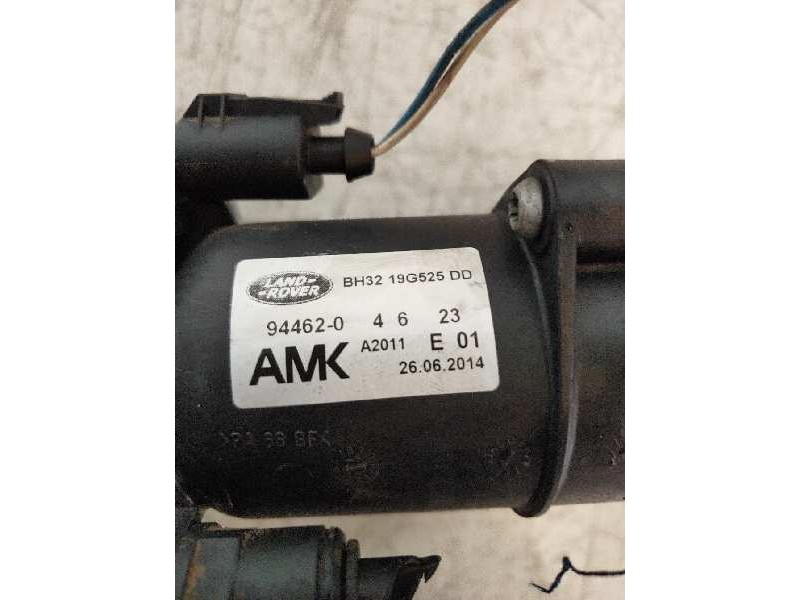 LAND-
-ROVER
BH32 19G525 DD
94462-0 4 6 23
AMK A2011 E 01
26.06.2014